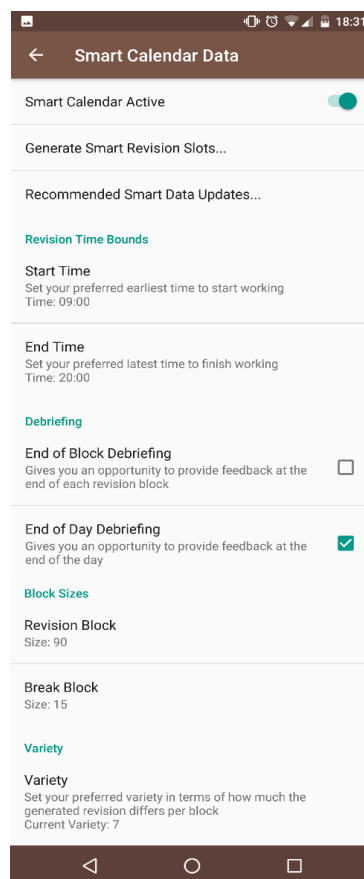 18:31
Smart Calendar Data
Smart Calendar Active
Generate Smart Revision Slots...
Recommended Smart Data Updates...
Revision Time Bounds
Start Time
Set your preferred earliest time to start working
Time: 09:00
End Time
Set your preferred latest time to finish working
Time: 20:00
Debriefing
End of Block Debriefing
Gives you an opportunity to provide feedback at the
end of each revision block
End of Day Debriefing
Gives you an opportunity to provide feedback at the
end of the day
Block Sizes
Revision Block
Size: 90
Break Block
Size: 15
Variety
Variety
Set your preferred variety in terms of how much the
generated revision differs per block
Current Variety: 7